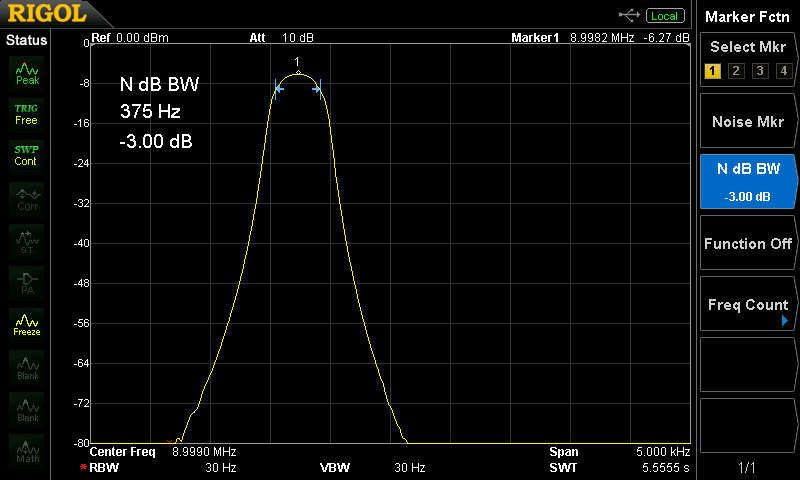 RIGOL
Local
Marker Fctn
Status
Ref 0.00 dBm
Att 10 dB
Marker1 8.9982 MHz -6.27 dB
Select Mkr
1 2 3 4
Peak
0
1
N dB BW
375 Hz
-3.00 dB
-8
TRIG
Free
-16
Noise Mkr
SWP
Cont
-24
N dB BW
-3.00 dB
Corr
-32
S.T.
-40
Function Off
PA
-48
Freq Count
Freeze
-56
Blank
-64
Blank
-72
Math
-80
Center Freq 8.9990 MHz
Span 5.000 kHz
RBW 30 Hz
VBW 30 Hz
SWT 5.5555 s
1/1